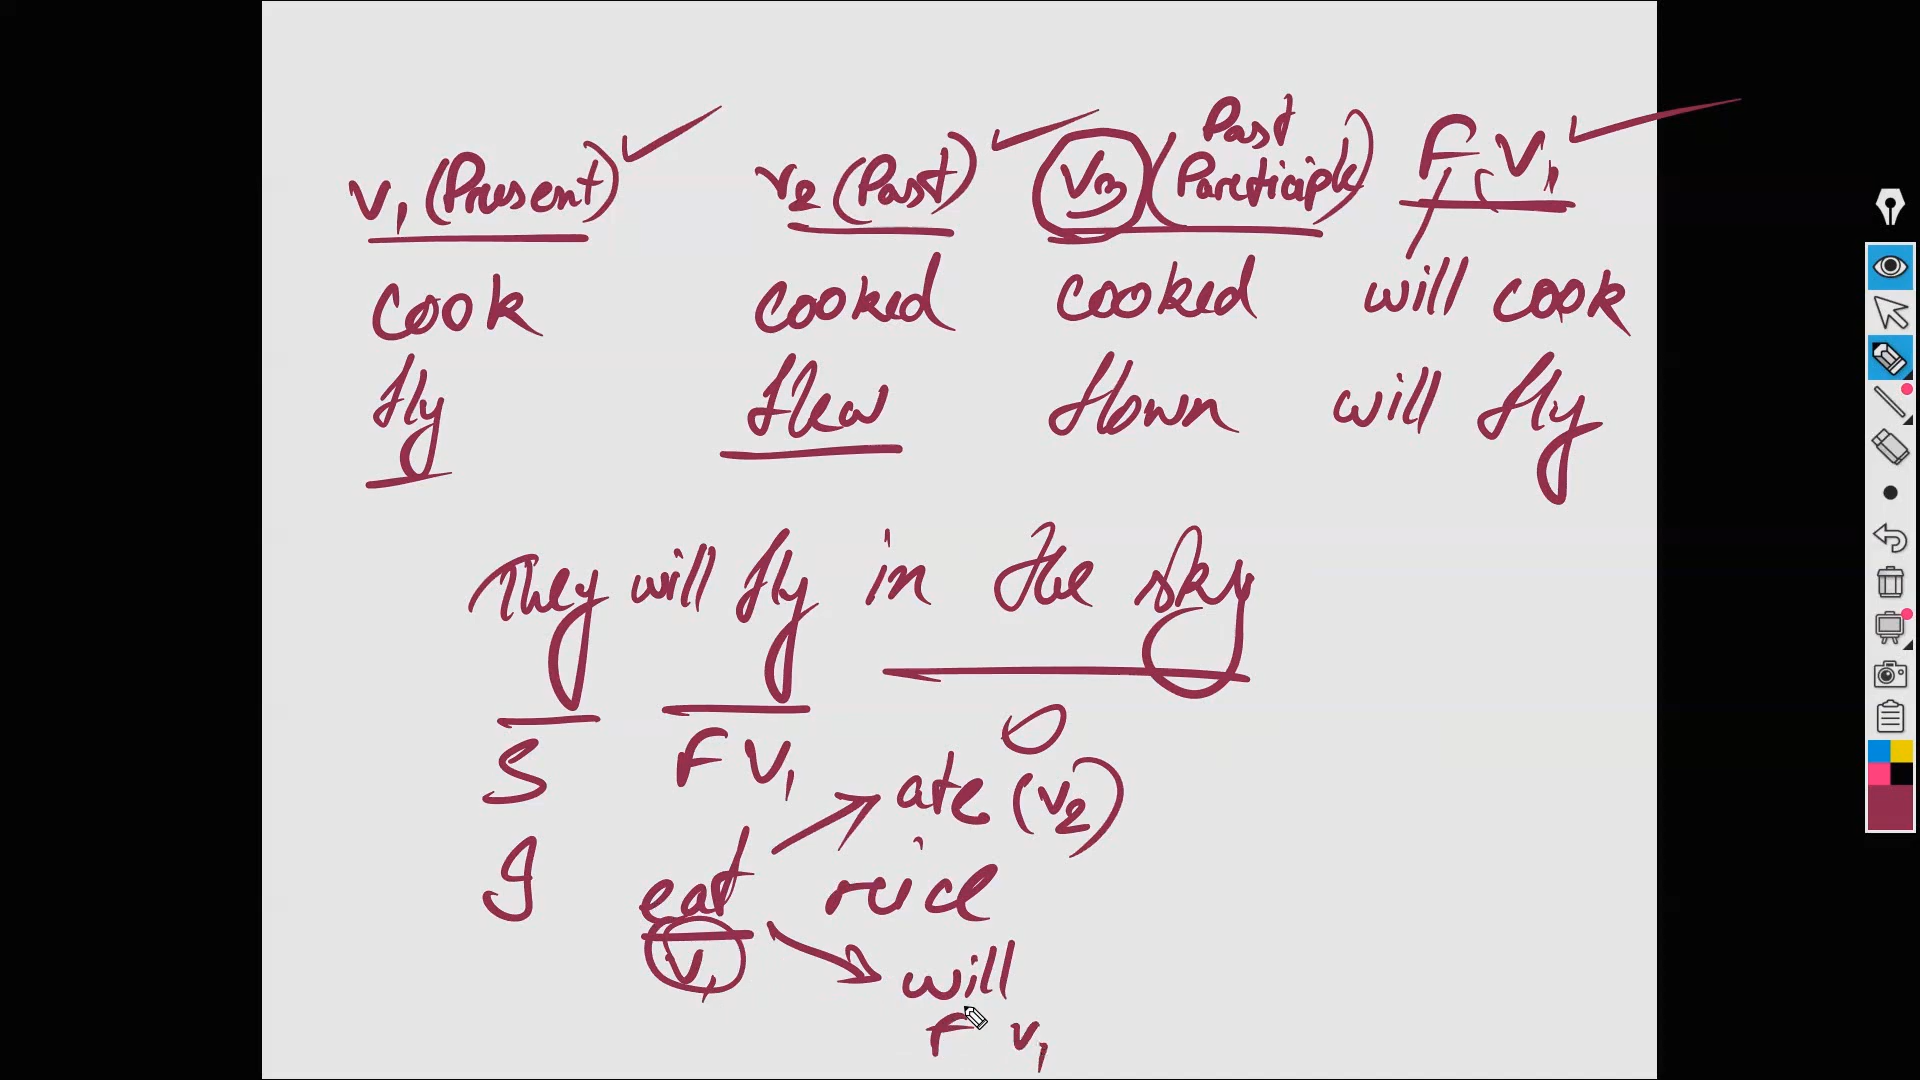 V1 (Present) V2 (Past) V3 (Past Participle) F V1
cook cooked cooked will cook
fly flew flown will fly
They will fly in the sky
S F V1 O
ate (V2)
I eat rice
V1 will
F V1